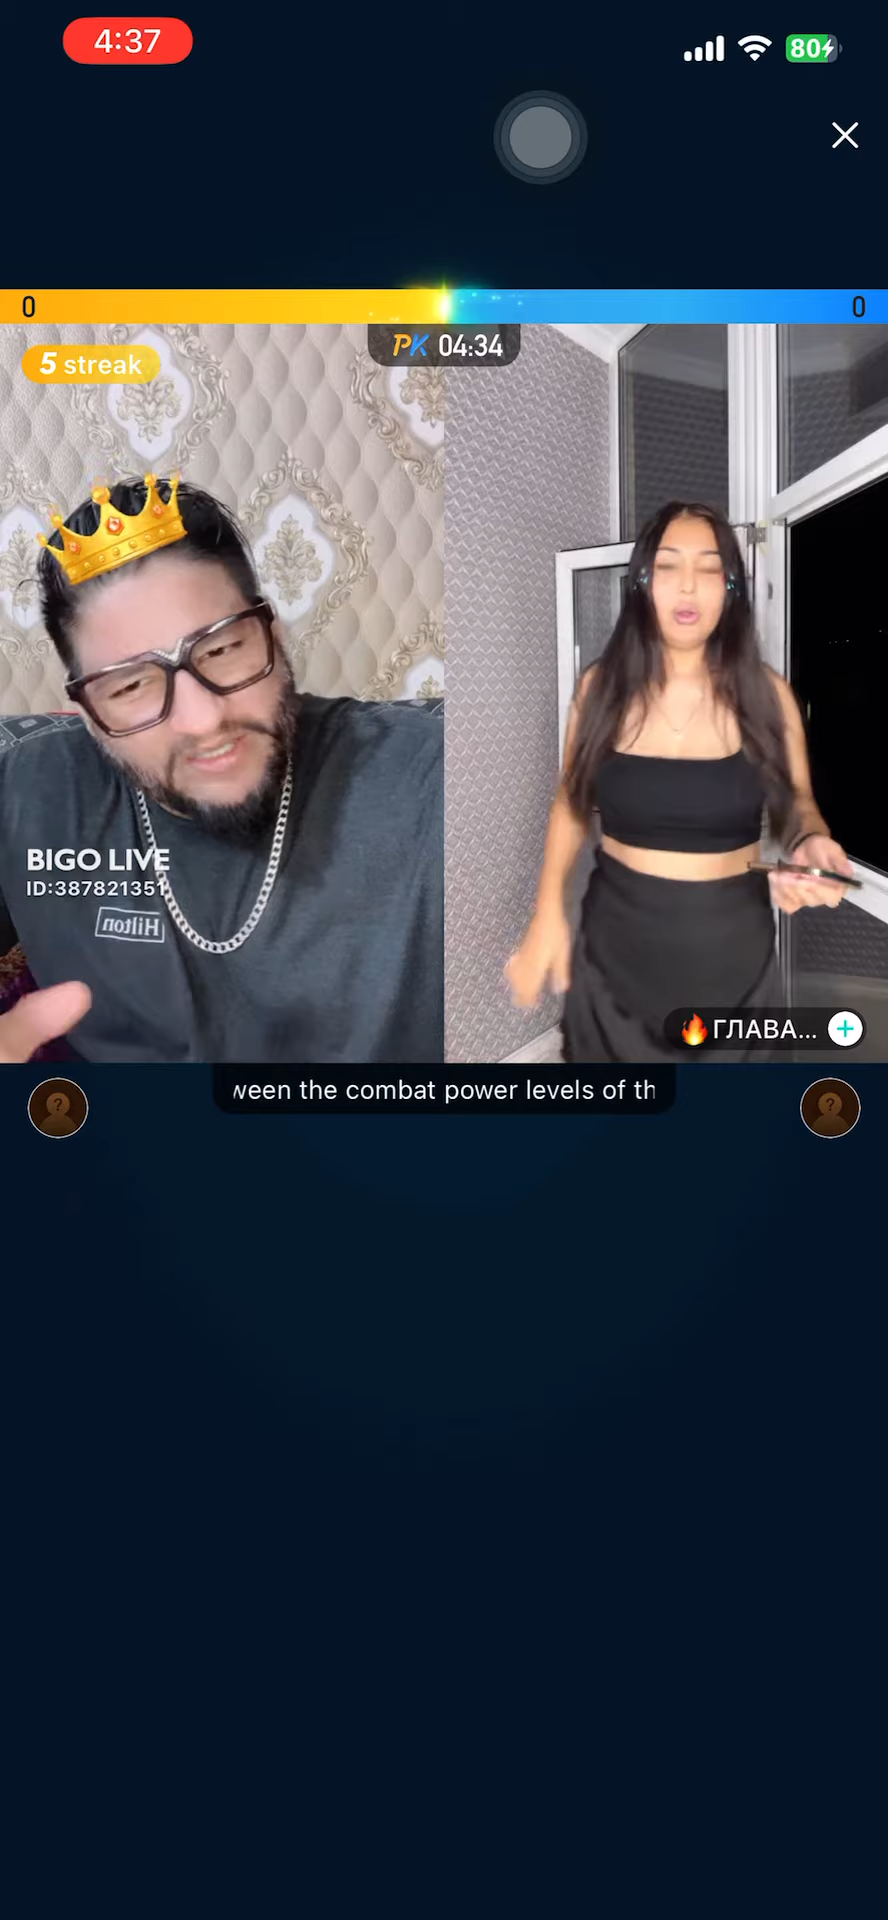 4:37
80
0
0
5 streak
PK 04:34
BIGO LIVE
ID:387821351
Hilton
🔥ГЛАВА...
ween the combat power levels of th